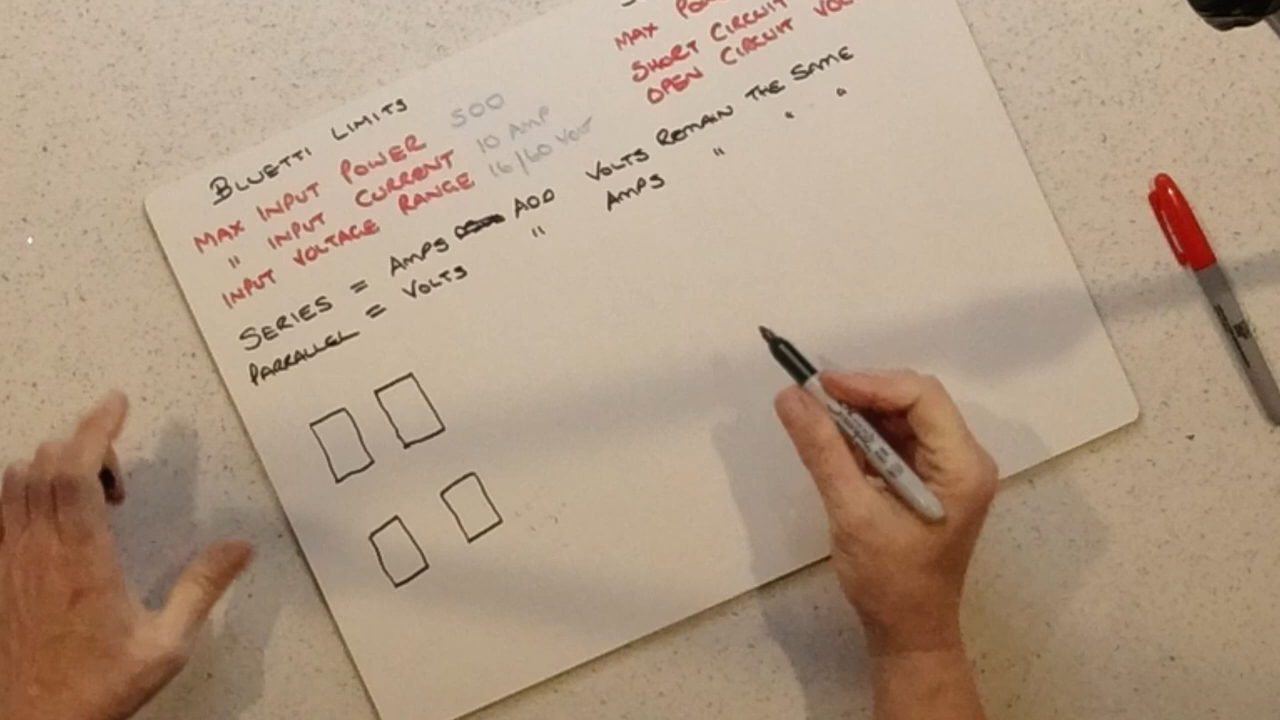 BLUETTI LIMITS
MAX INPUT POWER 500
" INPUT CURRENT 10 AMP
INPUT VOLTAGE RANGE 16/60 VOLT
MAX
SHORT CIRCUIT
OPEN CIRCUIT
SERIES = AMPS ADD VOLTS REMAIN THE SAME
PARRALLEL = VOLTS " AMPS " " "